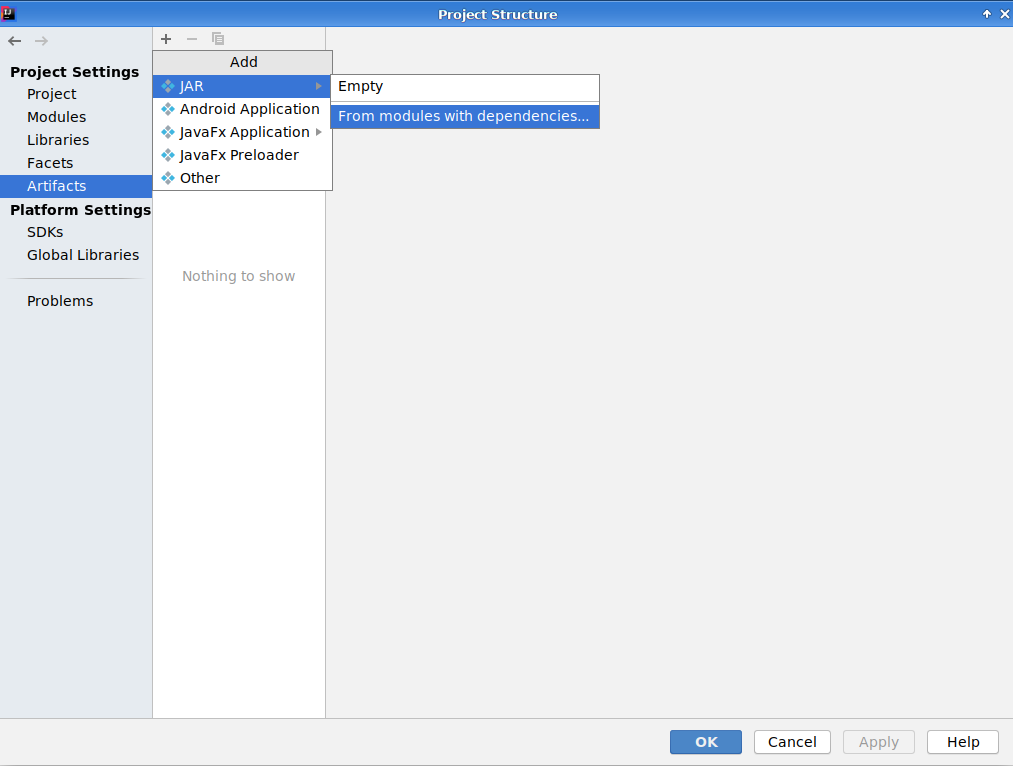 Project Structure
Project Settings
Project
Modules
Libraries
Facets
Artifacts
Platform Settings
SDKs
Global Libraries
Problems
Add
JAR
Android Application
JavaFx Application
JavaFx Preloader
Other
Empty
From modules with dependencies...
Nothing to show
OK
Cancel
Apply
Help